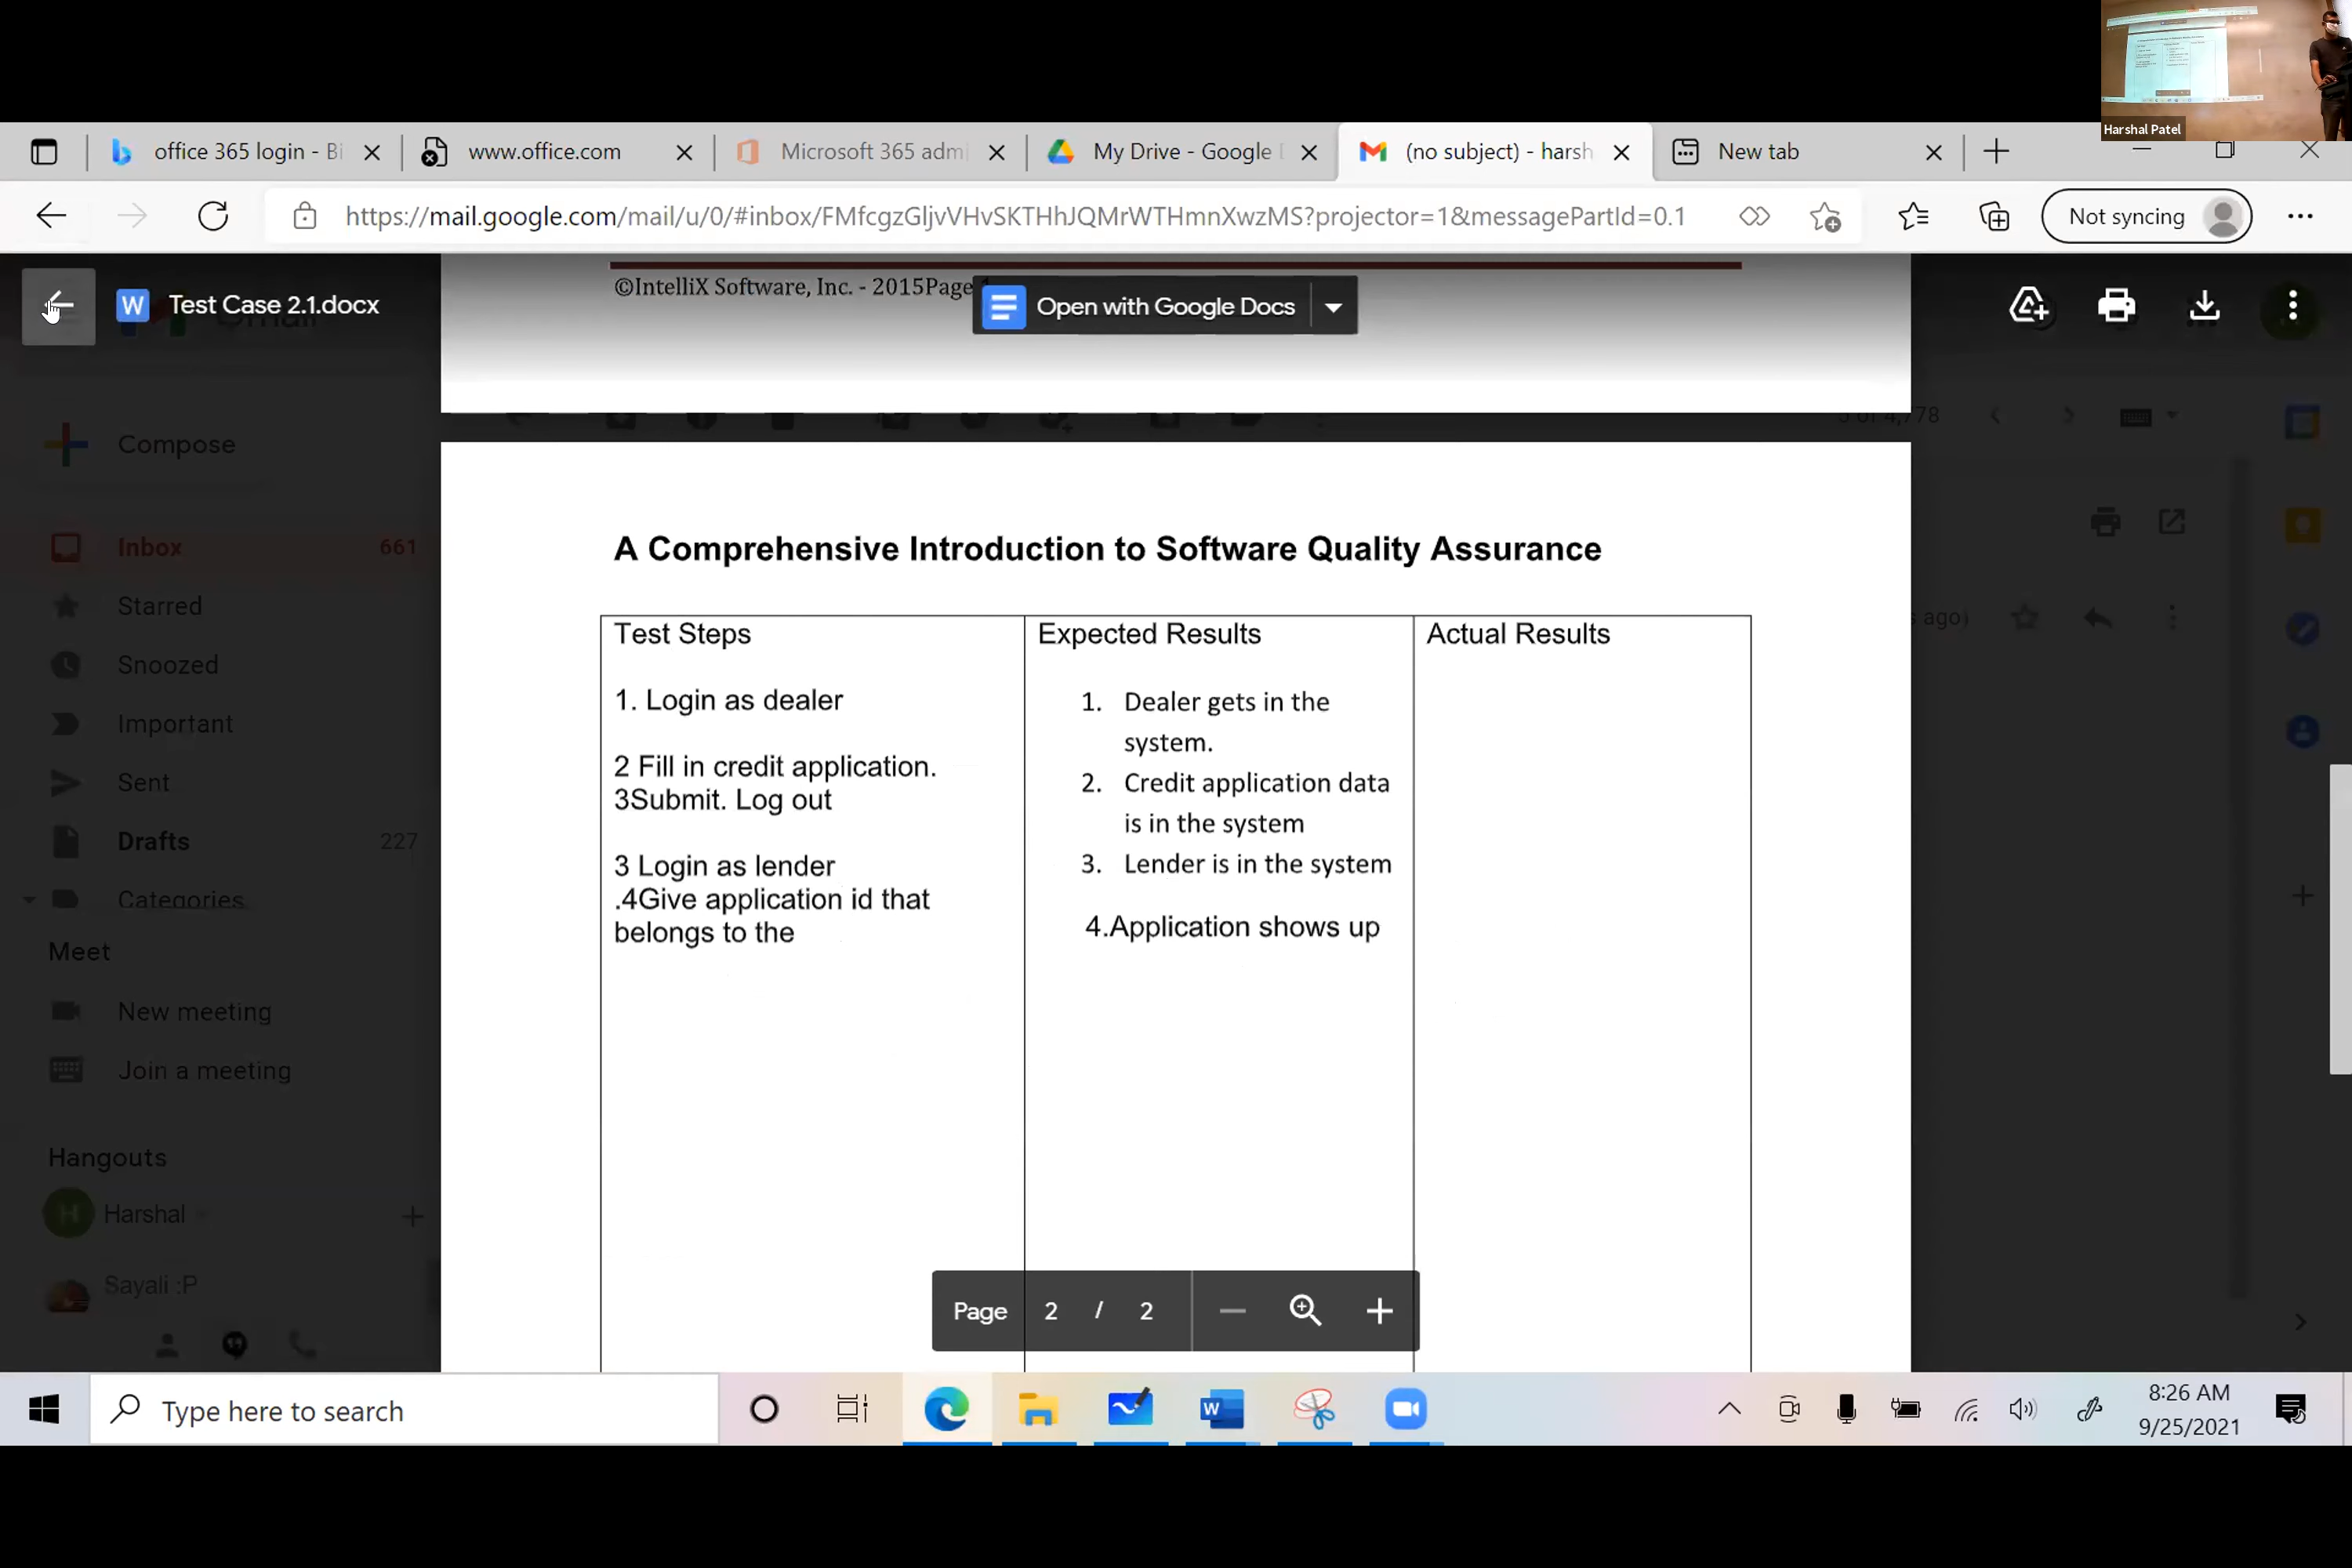 Harshal Patel
office 365 login - Bi
www.office.com
Microsoft 365 admi
My Drive - Google
(no subject) - harsh
New tab
https://mail.google.com/mail/u/0/#inbox/FMfcgzGljvVHvSKTHhJQMrWTHmnXwzMS?projector=1&messagePartId=0.1
Not syncing
©IntelliX Software, Inc. - 2015Page
W Test Case 2.1.docx
Open with Google Docs
Compose
Inbox 661
Starred
Snoozed
Important
Sent
Drafts 227
Categories
Meet
New meeting
Join a meeting
Hangouts
H Harshal
Sayali :P
4,778
ago)
A Comprehensive Introduction to Software Quality Assurance
Test Steps
1. Login as dealer
2 Fill in credit application.
3Submit. Log out
3 Login as lender
.4Give application id that
belongs to the
Expected Results
1. Dealer gets in the
system.
2. Credit application data
is in the system
3. Lender is in the system
4.Application shows up
Actual Results
Page 2 / 2
Type here to search
8:26 AM
9/25/2021